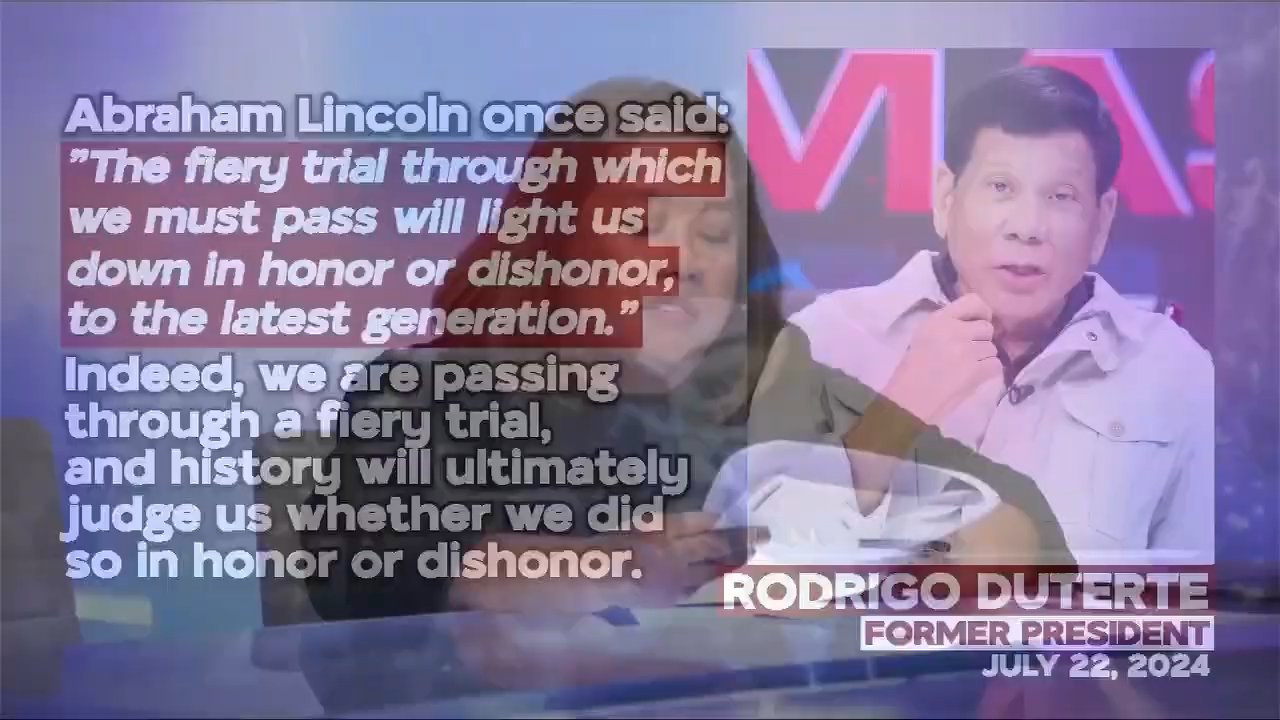 Abraham Lincoln once said:
"The fiery trial through which
we must pass will light us
down in honor or dishonor,
to the latest generation."
Indeed, we are passing
through a fiery trial,
and history will ultimately
judge us whether we did
so in honor or dishonor.
RODRIGO DUTERTE
FORMER PRESIDENT
JULY 22, 2024